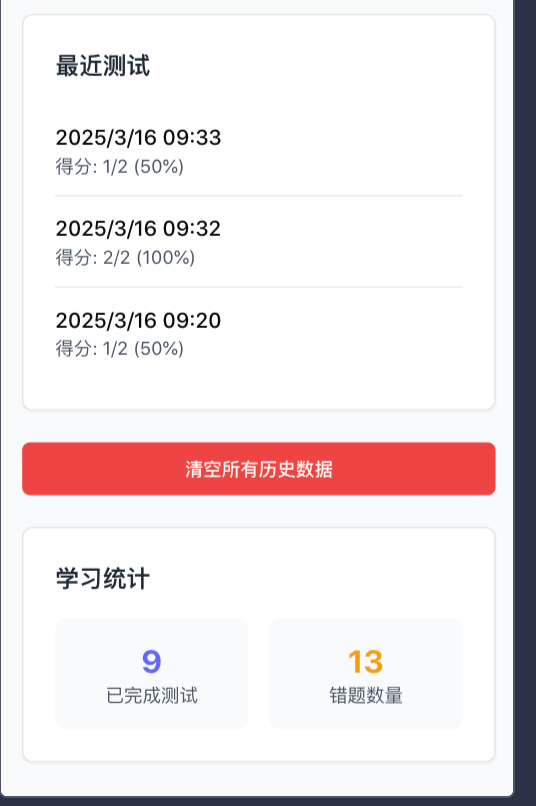 最近测试
2025/3/16 09:33
得分: 1/2 (50%)
2025/3/16 09:32
得分: 2/2 (100%)
2025/3/16 09:20
得分: 1/2 (50%)
清空所有历史数据
学习统计
9
已完成测试
13
错题数量